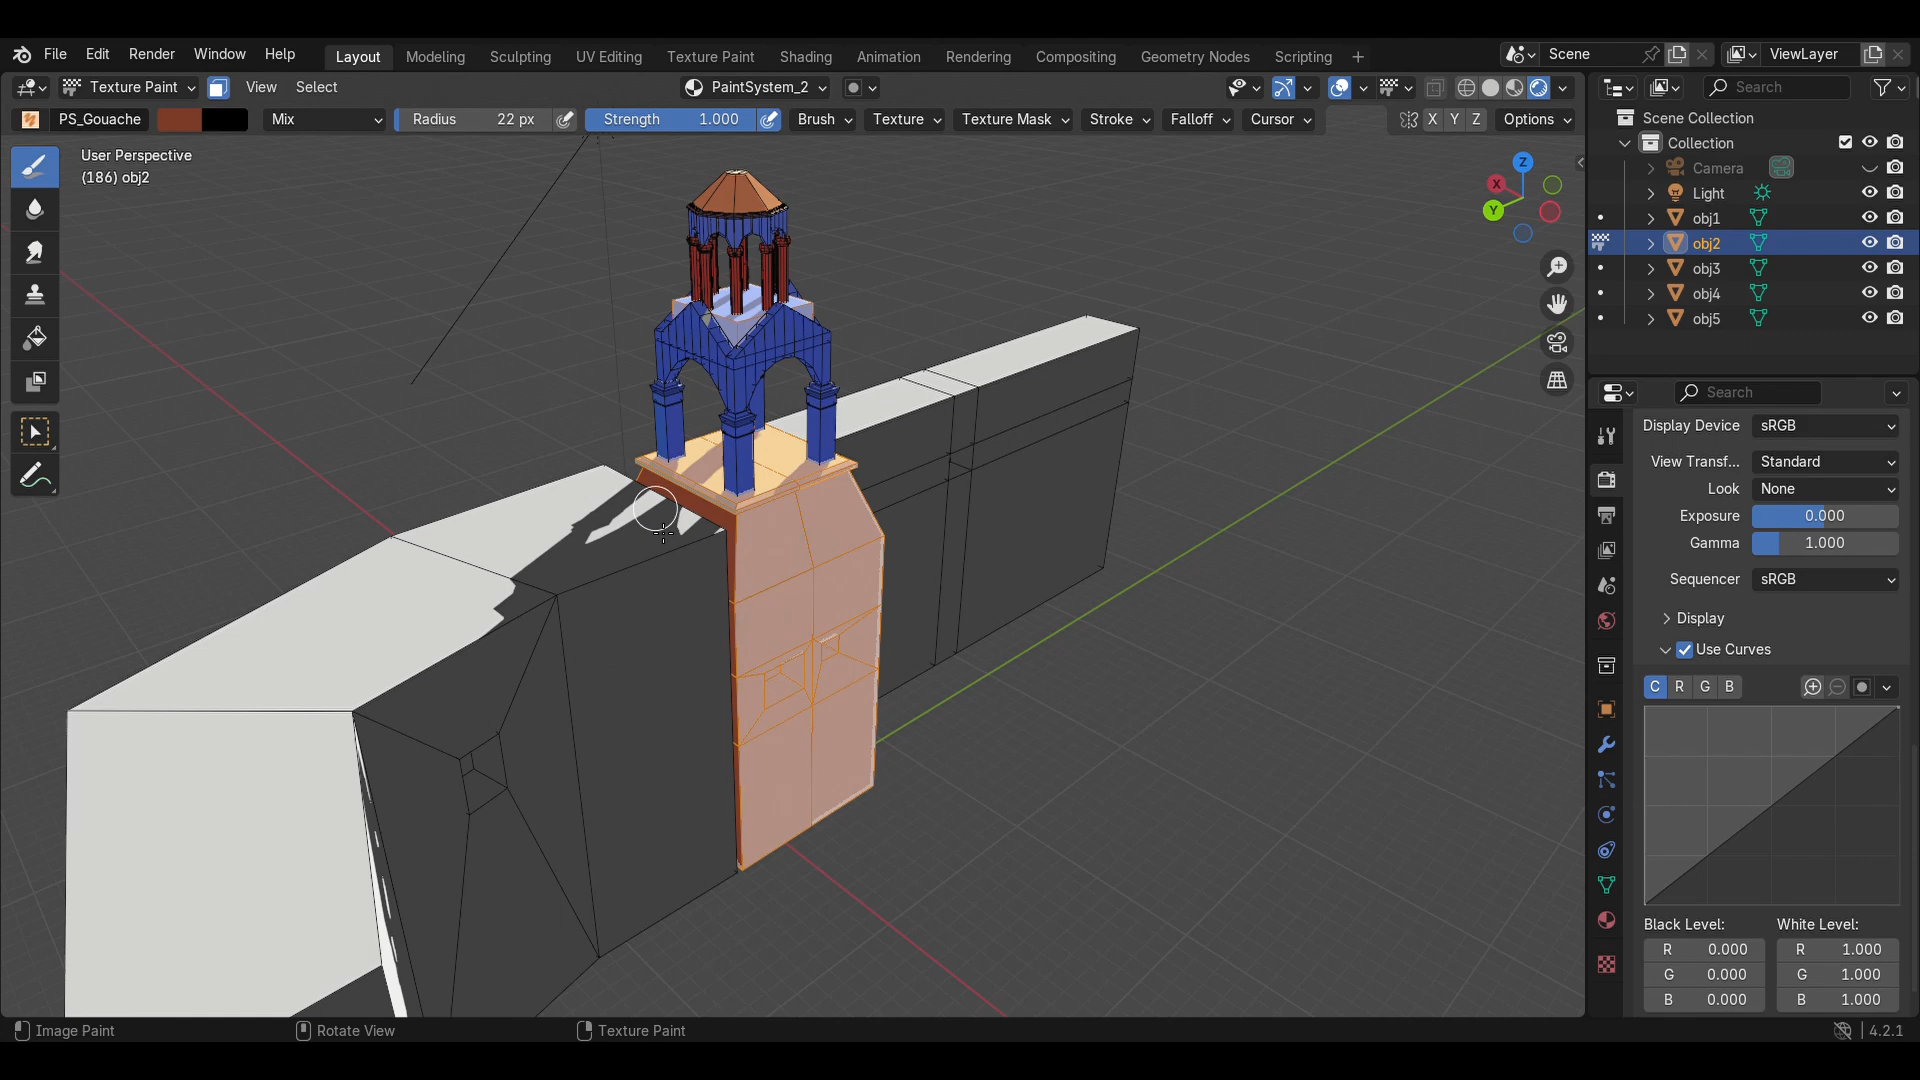 File Edit Render Window Help Layout Modeling Sculpting UV Editing Texture Paint Shading Animation Rendering Compositing Geometry Nodes Scripting + Scene ViewLayer
Texture Paint View Select PaintSystem_2 Search
PS_Gouache Mix Radius 22 px Strength 1.000 Brush Texture Texture Mask Stroke Falloff Cursor X Y Z Options
User Perspective
(186) obj2
Z
X
Y
Scene Collection
Collection
Camera
Light
obj1
obj2
obj3
obj4
obj5
Search
Display Device sRGB
View Transf... Standard
Look None
Exposure 0.000
Gamma 1.000
Sequencer sRGB
Display
Use Curves
C R G B
Black Level: White Level:
R 0.000 R 1.000
G 0.000 G 1.000
B 0.000 B 1.000
Image Paint Rotate View Texture Paint 4.2.1